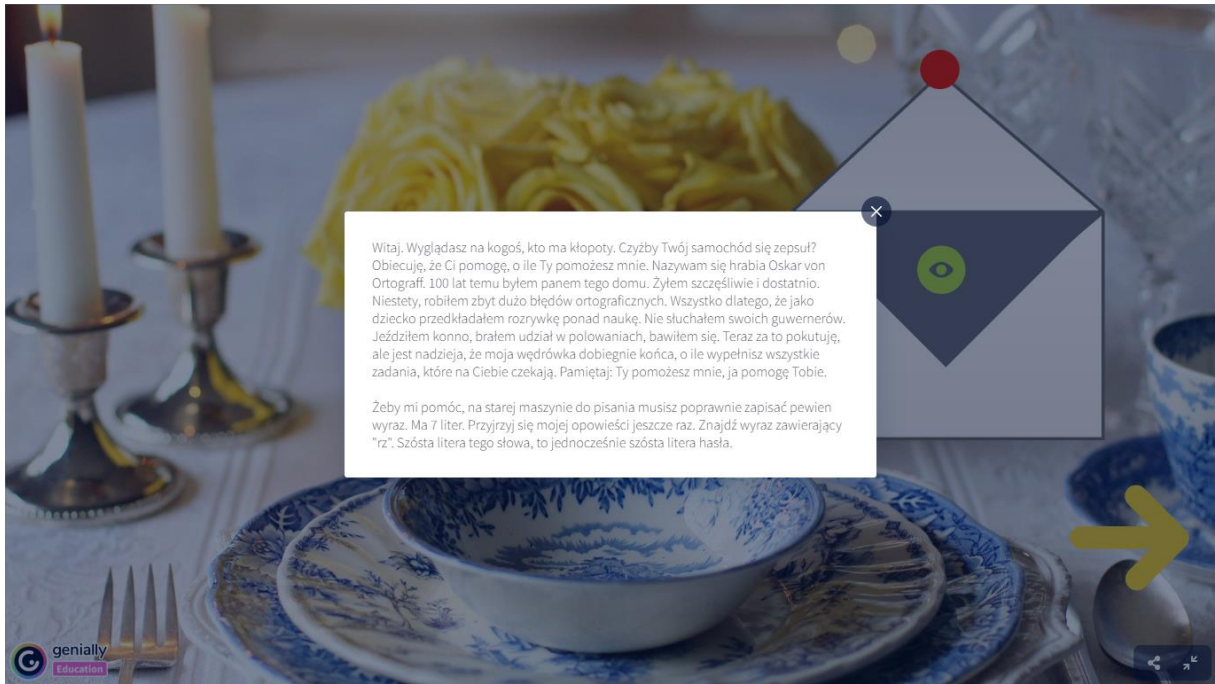 Witaj. Wyglądasz na kogoś, kto ma kłopoty. Czyżby Twój samochód się zepsuł?
Obiecuję, że Ci pomogę, o ile Ty pomożesz mnie. Nazywam się hrabia Oskar von
Ortograff. 100 lat temu byłem panem tego domu. Żyłem szczęśliwie i dostatnio.
Niestety, robiłem zbyt dużo błędów ortograficznych. Wszystko dlatego, że jako
dziecko przedkładałem rozrywkę ponad naukę. Nie słuchałem swoich guwernerów.
Jeździłem konno, brałem udział w polowaniach, bawiłem się. Teraz za to pokutuję,
ale jest nadzieja, że moja wędrówka dobiegnie końca, o ile wypełnisz wszystkie
zadania, które na Ciebie czekają. Pamiętaj: Ty pomożesz mnie, ja pomogę Tobie.
Żeby mi pomóc, na starej maszynie do pisania musisz poprawnie zapisać pewien
wyraz. Ma 7 liter. Przyjrzyj się mojej opowieści jeszcze raz. Znajdź wyraz zawierający
"rz". Szósta litera tego słowa, to jednocześnie szósta litera hasła.
genially
Education